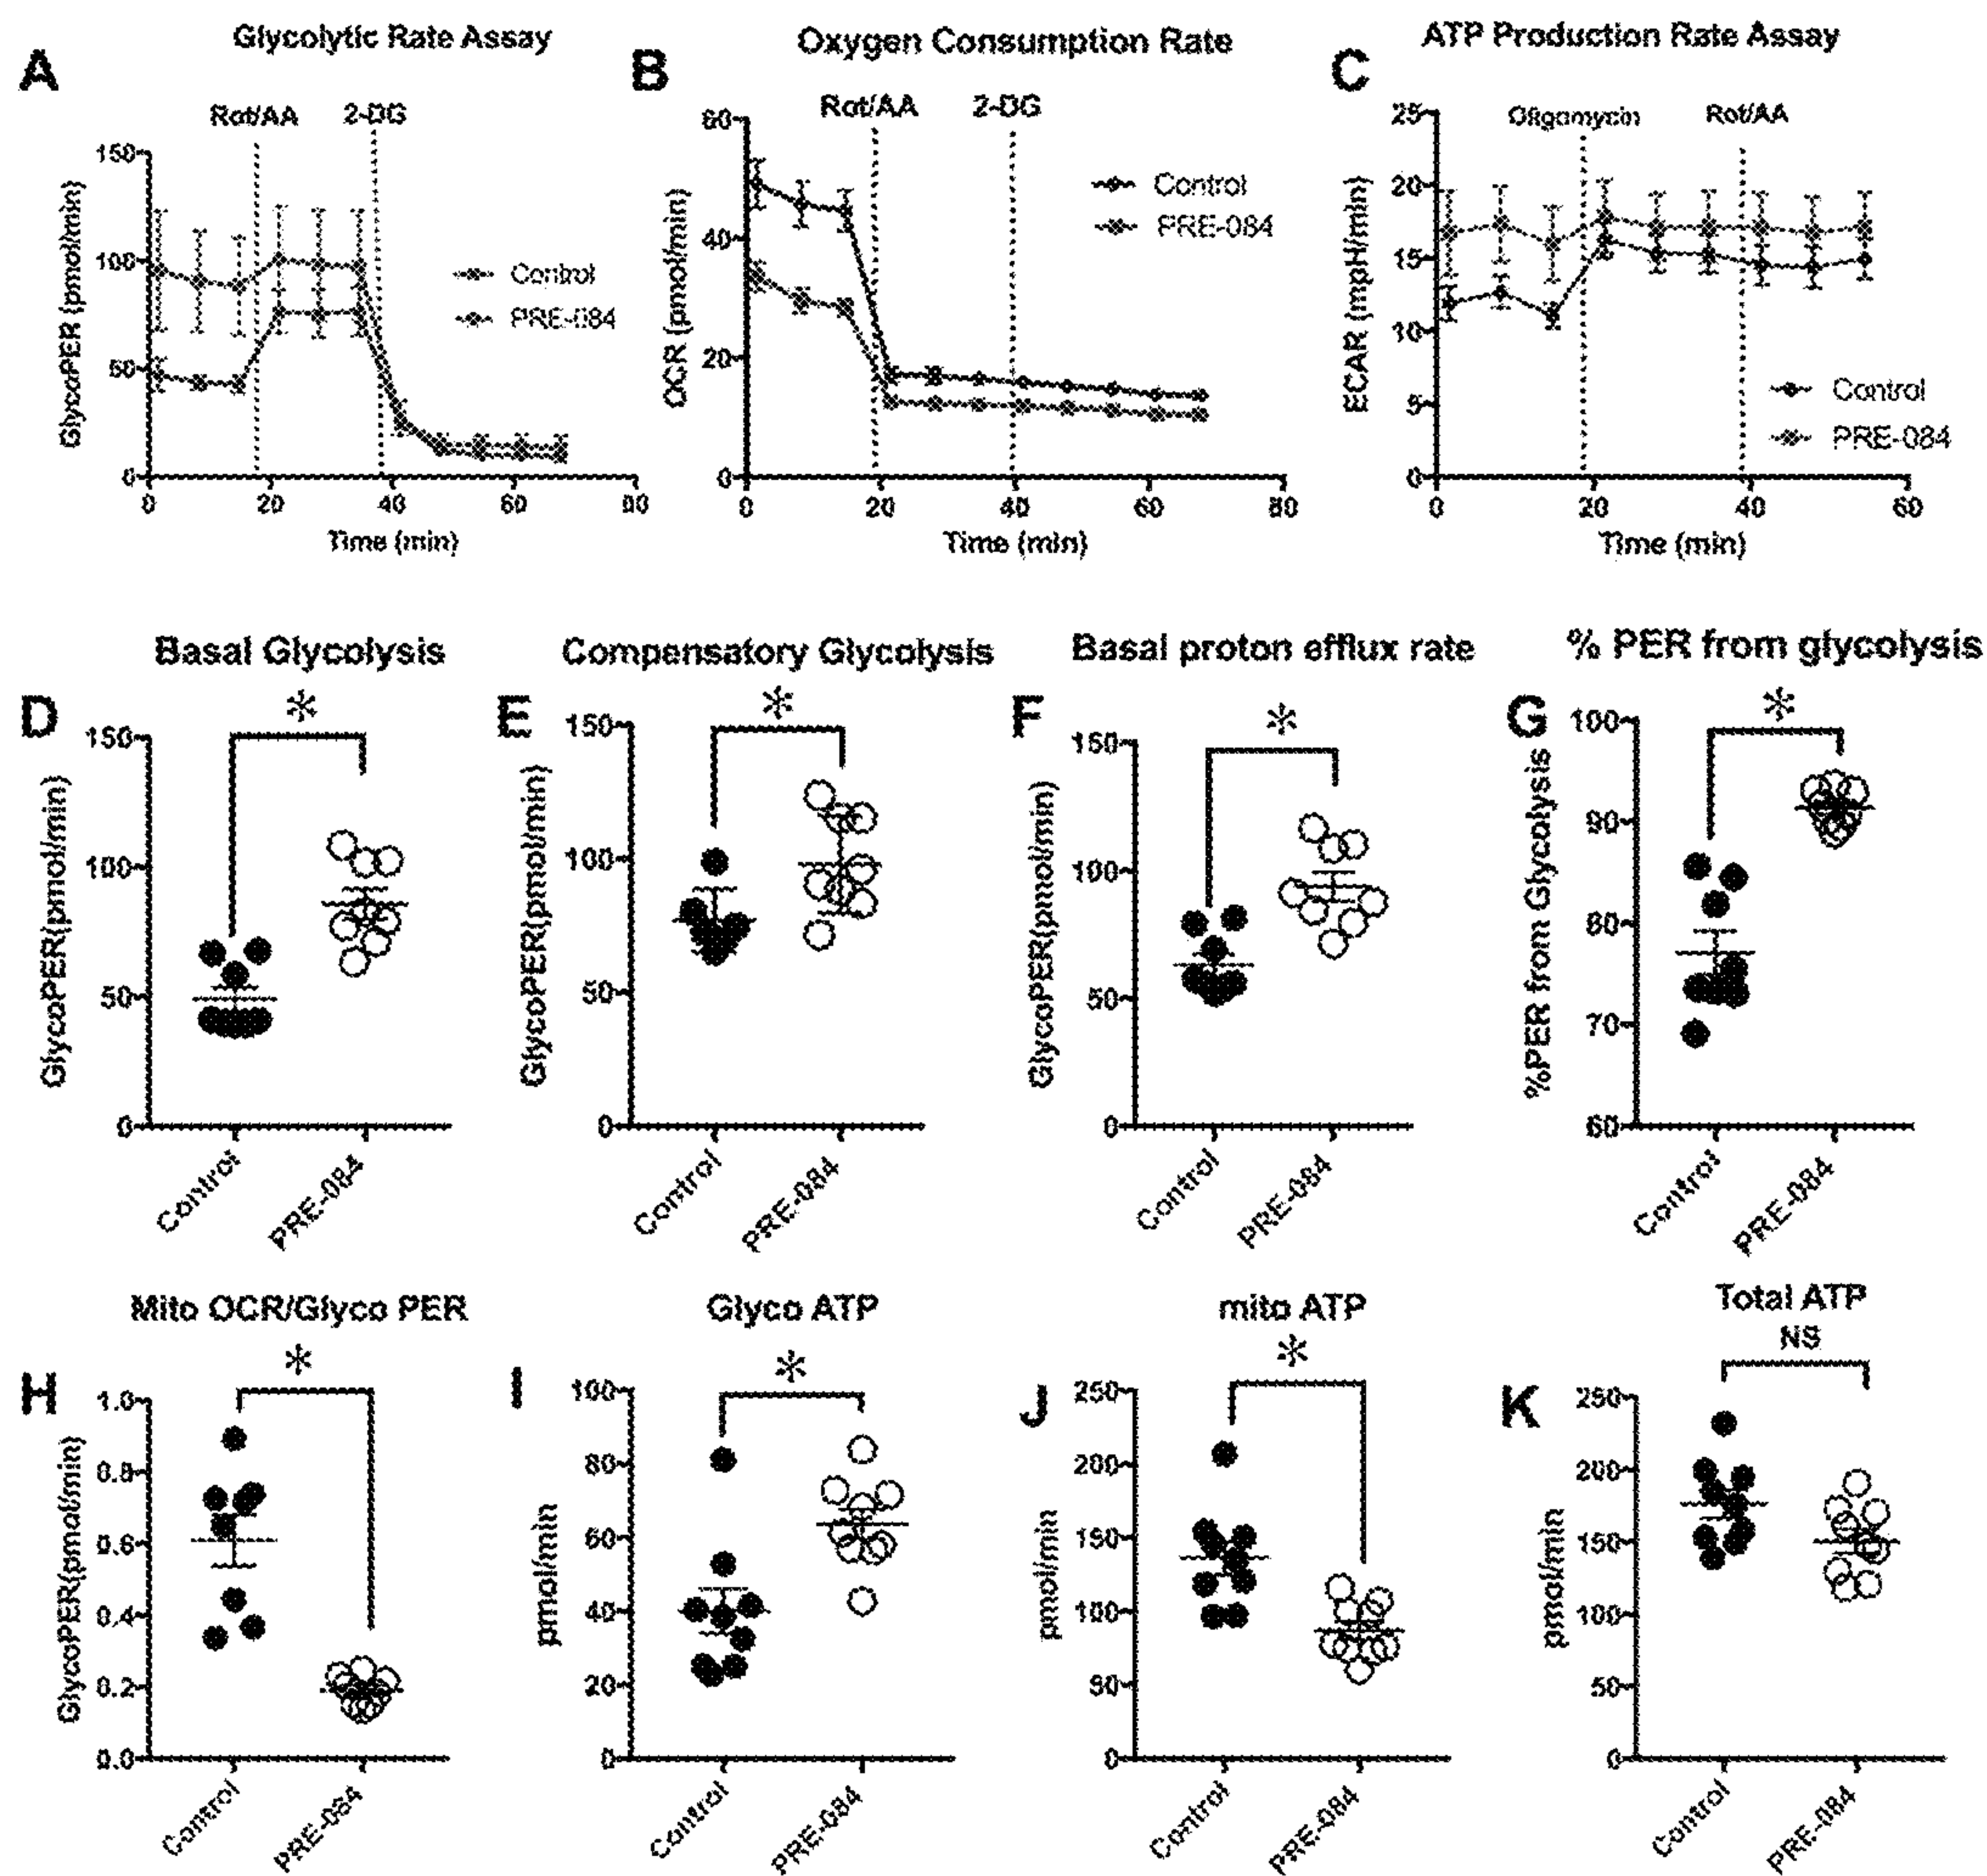 Glycolytic Rate Assay
A
Rot/AA
2-DG
GlycoPER (pmol/min)
150
100
50
0
0 20 40 60 80
Time (min)
Control
PRE-084
Oxygen Consumption Rate
B
Rot/AA
2-DG
OCR (pmol/min)
60
40
20
0
0 20 40 60 80
Time (min)
Control
PRE-084
ATP Production Rate Assay
C
Oligomycin
Rot/AA
ECAR (mpH/min)
25
20
15
10
5
0
0 20 40 60
Time (min)
Control
PRE-084
Basal Glycolysis
D
*
GlycoPER(pmol/min)
150
100
50
0
Control
PRE-084
Compensatory Glycolysis
E
*
GlycoPER(pmol/min)
150
100
50
0
Control
PRE-084
Basal proton efflux rate
F
*
GlycoPER(pmol/min)
150
100
50
0
Control
PRE-084
% PER from glycolysis
G
*
%PER from Glycolysis
100
90
80
70
60
Control
PRE-084
Mito OCR/Glyco PER
H
*
GlycoPER(pmol/min)
1.0
0.8
0.6
0.4
0.2
0.0
Control
PRE-084
Glyco ATP
I
*
pmol/min
100
80
60
40
20
0
Control
PRE-084
mito ATP
J
*
pmol/min
250
200
150
100
50
0
Control
PRE-084
Total ATP
NS
K
pmol/min
250
200
150
100
50
0
Control
PRE-084